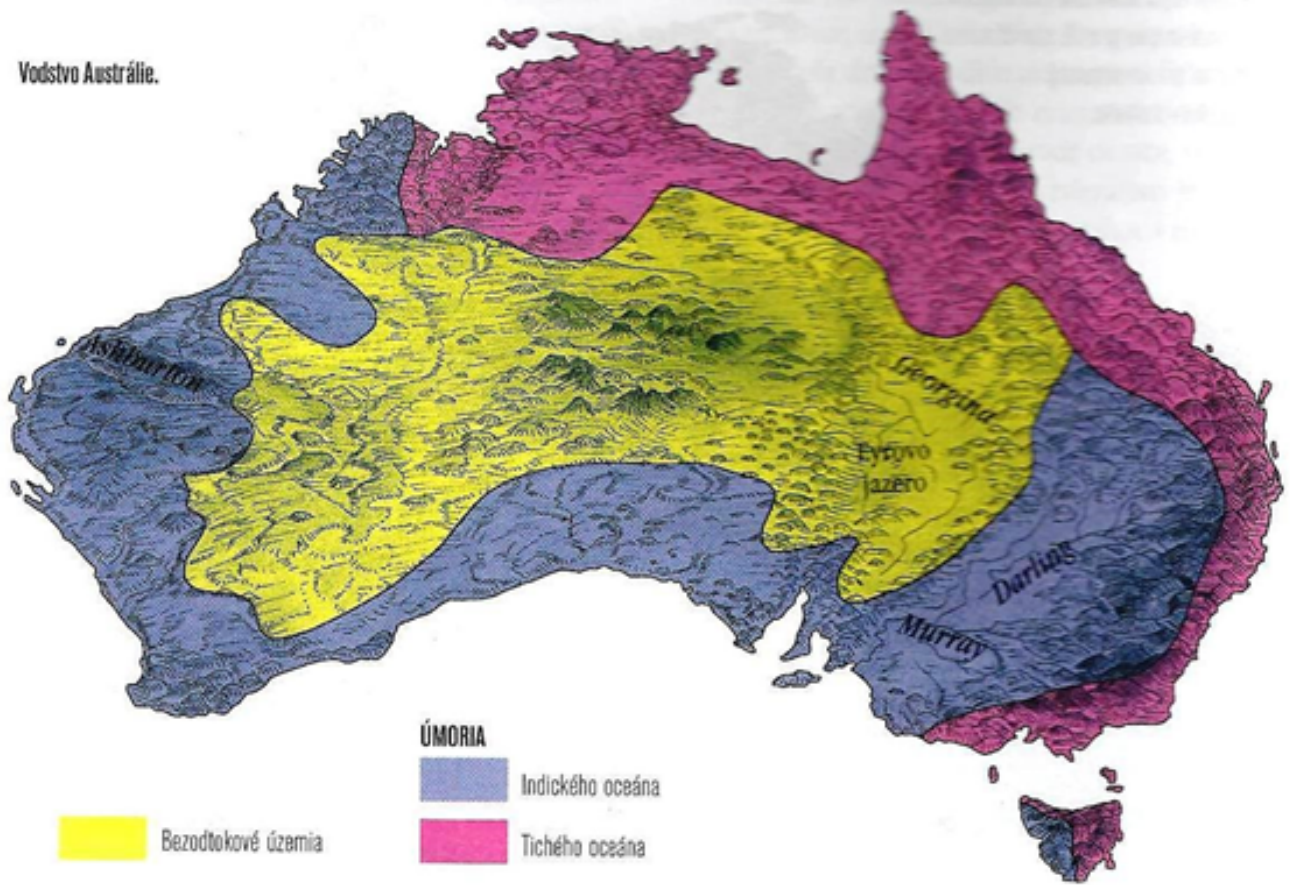 Vodstvo Austrálie.
Ashburton
Georgina
Eyrovo
jazero
Darling
Murray
ÚMORIA
Indického oceána
Bezodtokové územia
Tichého oceána